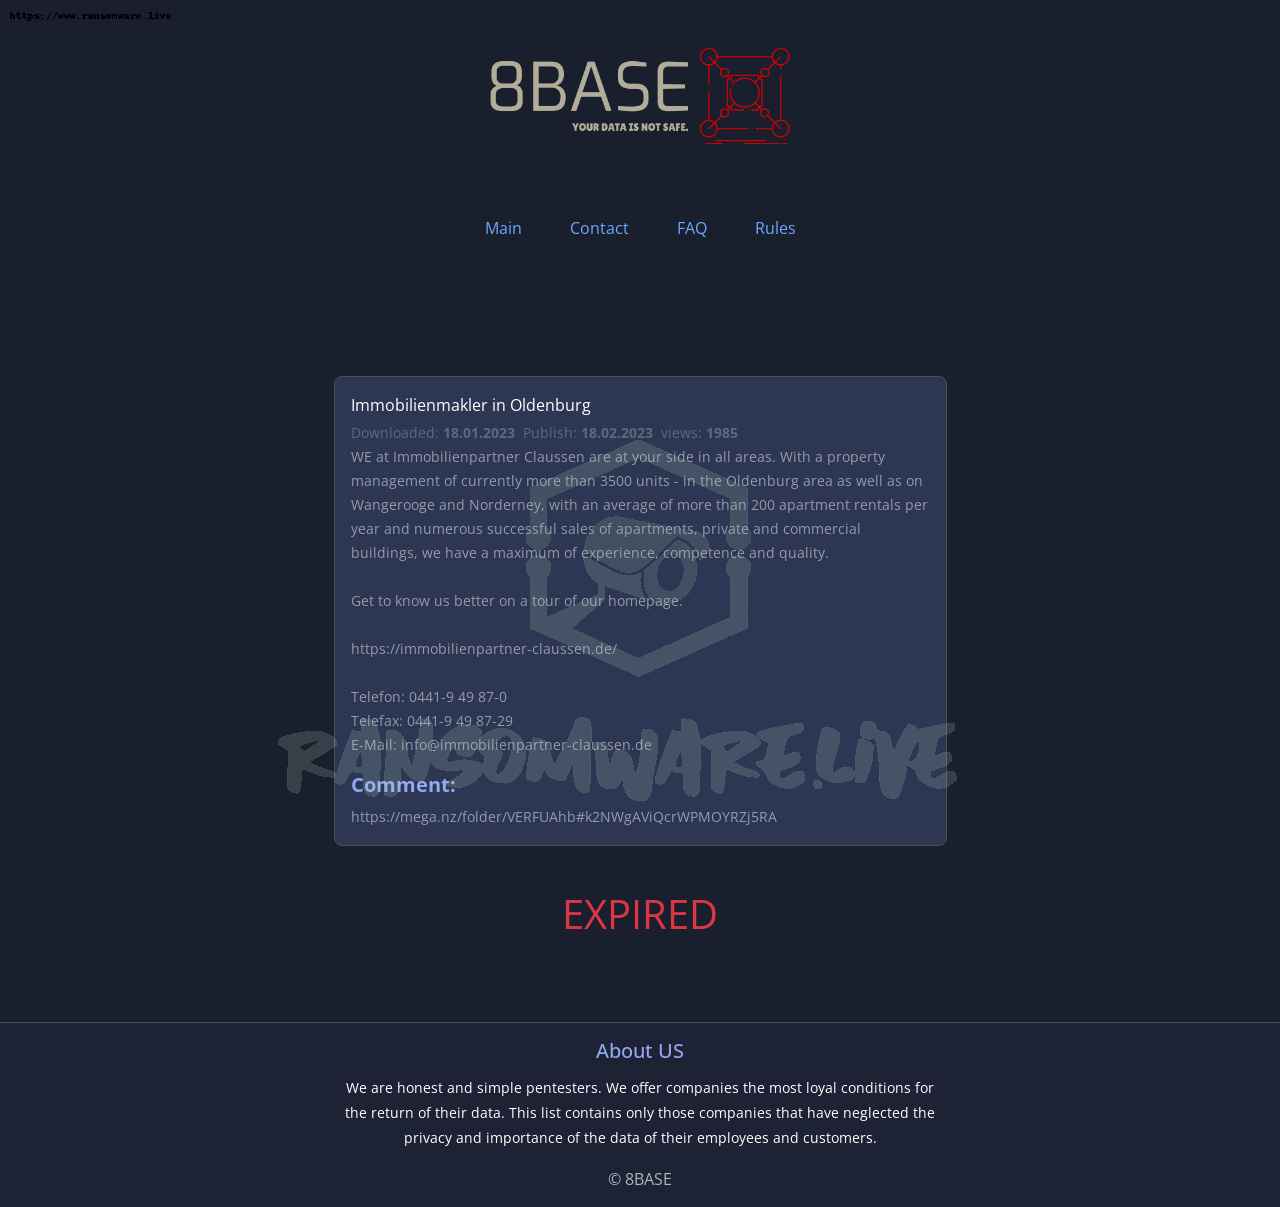 https://www.ransomware.live
8BASE
YOUR DATA IS NOT SAFE.
Main Contact FAQ Rules
Immobilienmakler in Oldenburg
Downloaded: 18.01.2023 Publish: 18.02.2023 views: 1985
WE at Immobilienpartner Claussen are at your side in all areas. With a property
management of currently more than 3500 units - in the Oldenburg area as well as on
Wangerooge and Norderney, with an average of more than 200 apartment rentals per
year and numerous successful sales of apartments, private and commercial
buildings, we have a maximum of experience, competence and quality.
Get to know us better on a tour of our homepage.
https://immobilienpartner-claussen.de/
Telefon: 0441-9 49 87-0
Telefax: 0441-9 49 87-29
E-Mail: info@immobilienpartner-claussen.de
RANSOMWARE.LIVE
Comment:
https://mega.nz/folder/VERFUAhb#k2NWgAViQcrWPMOYRZj5RA
EXPIRED
About US
We are honest and simple pentesters. We offer companies the most loyal conditions for
the return of their data. This list contains only those companies that have neglected the
privacy and importance of the data of their employees and customers.
© 8BASE